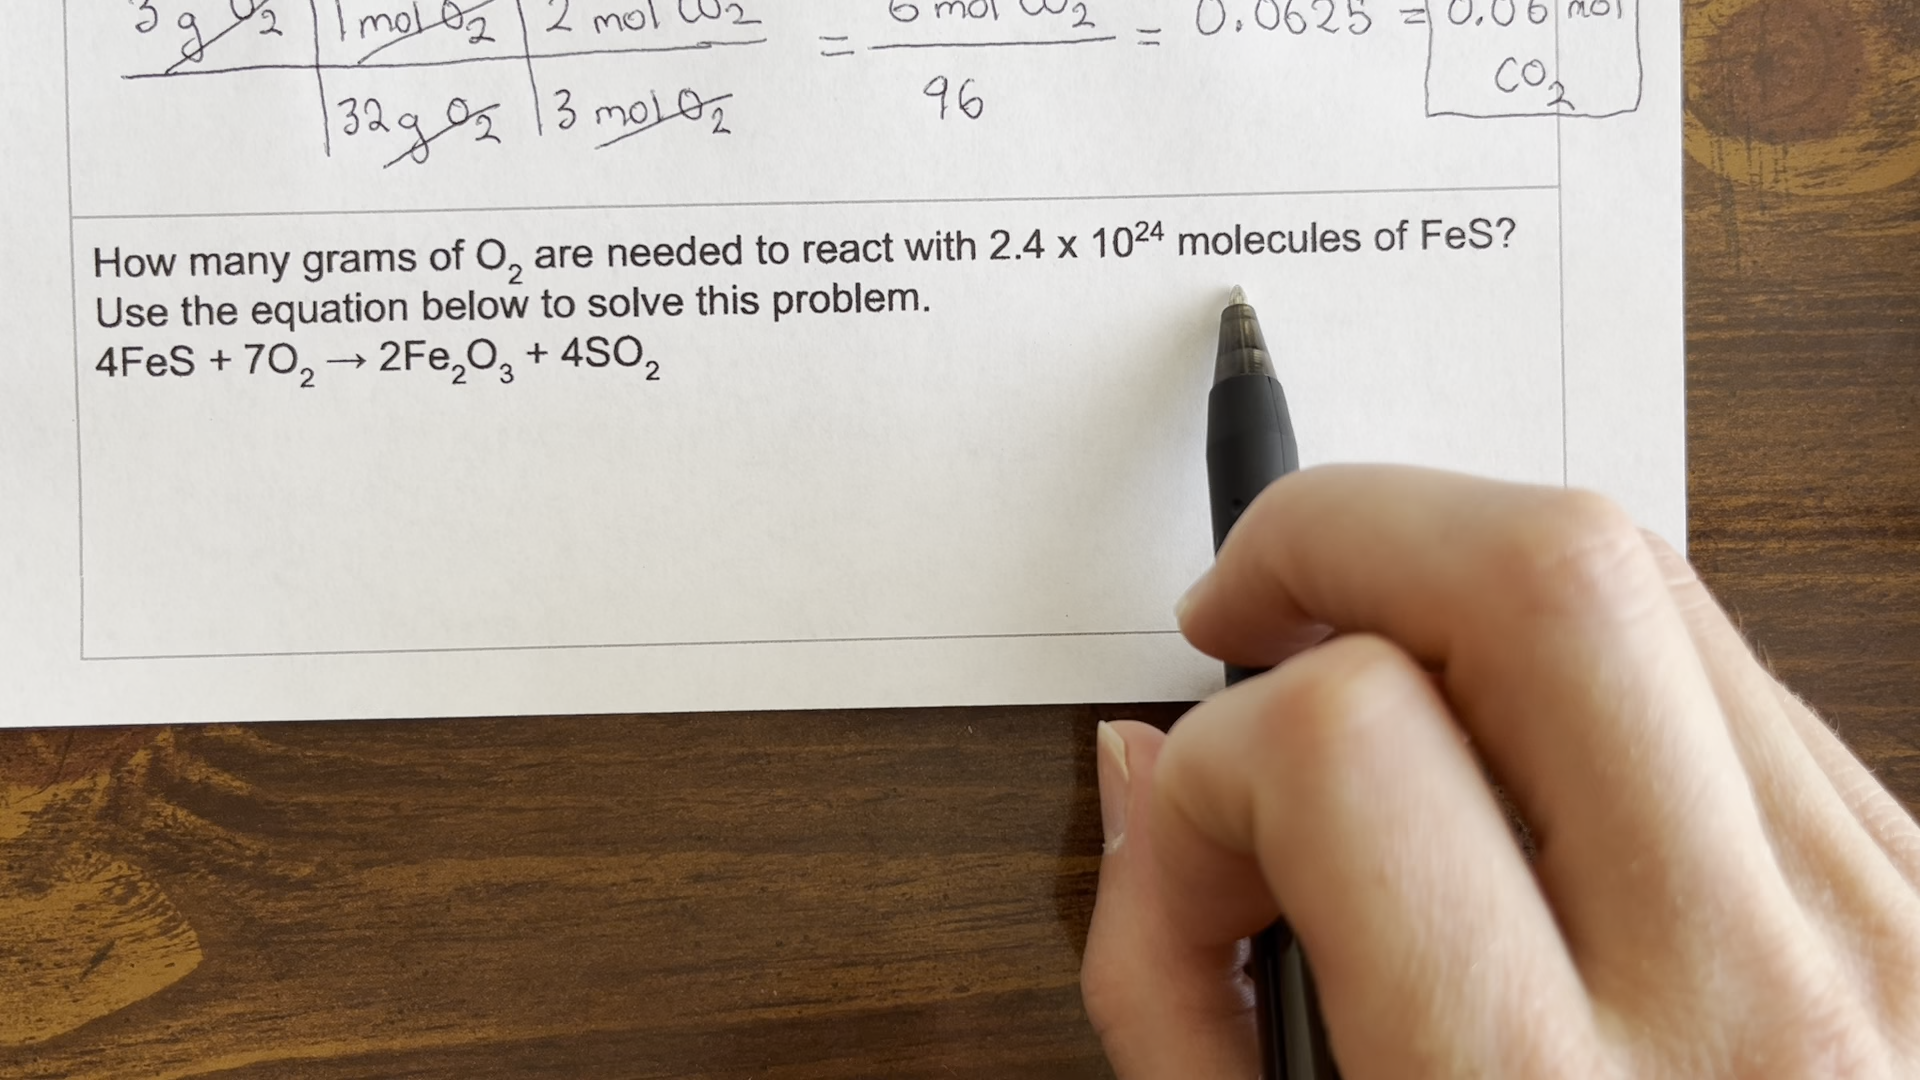 3 g O₂ | 1 mol O₂ | 2 mol CO₂ = 6 mol CO₂ = 0.0625 = 0.06 mol
CO₂
32 g O₂ | 3 mol O₂ 96
How many grams of O₂ are needed to react with 2.4 x 10²⁴ molecules of FeS?
Use the equation below to solve this problem.
4FeS + 7O₂ → 2Fe₂O₃ + 4SO₂